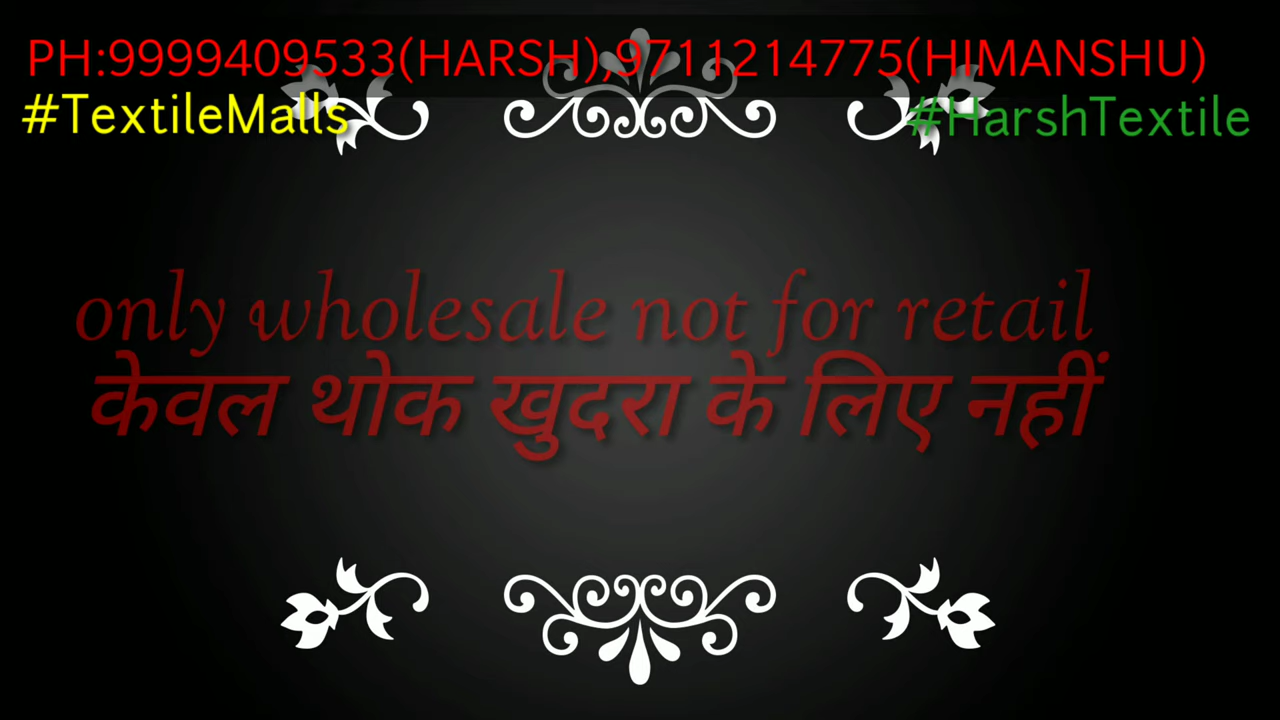 PH:9999409533(HARSH),9711214775(HIMANSHU)
#TextileMalls #HarshTextile
only wholesale not for retail
केवल थोक खुदरा के लिए नहीं